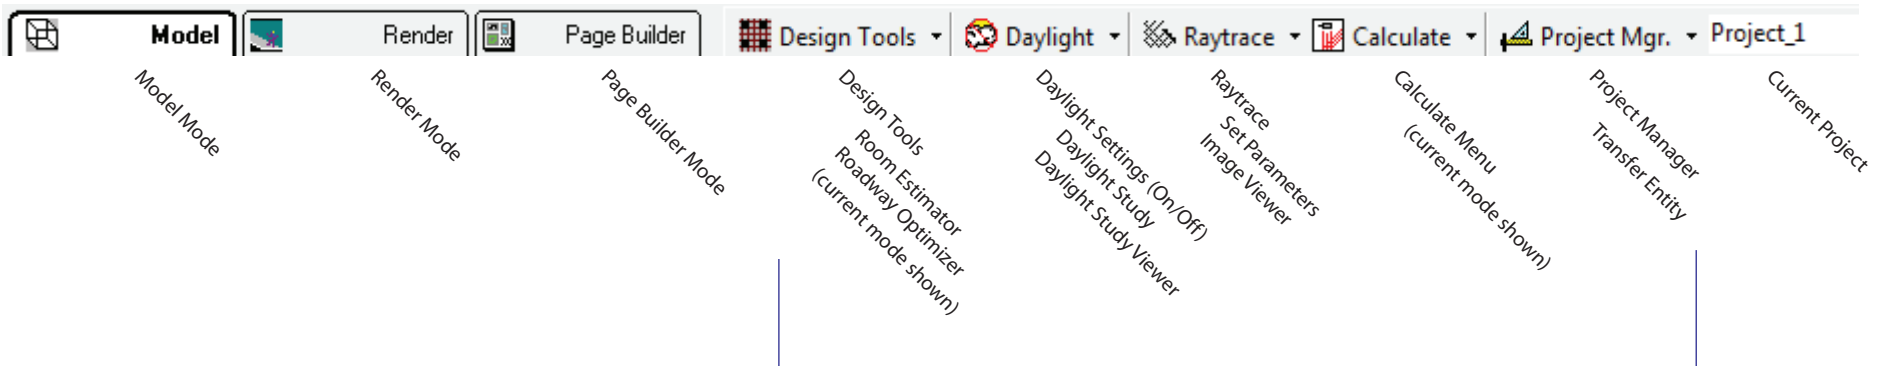 Model Render Page Builder Design Tools Daylight Raytrace Calculate Project Mgr. Project_1
Model Mode
Render Mode
Page Builder Mode
Design Tools
Room Estimator
Roadway Optimizer
(current mode shown)
Daylight Settings (On/Off)
Daylight Study
Daylight Study Viewer
Raytrace
Set Parameters
Image Viewer
Calculate Menu
(current mode shown)
Project Manager
Transfer Entity
Current Project